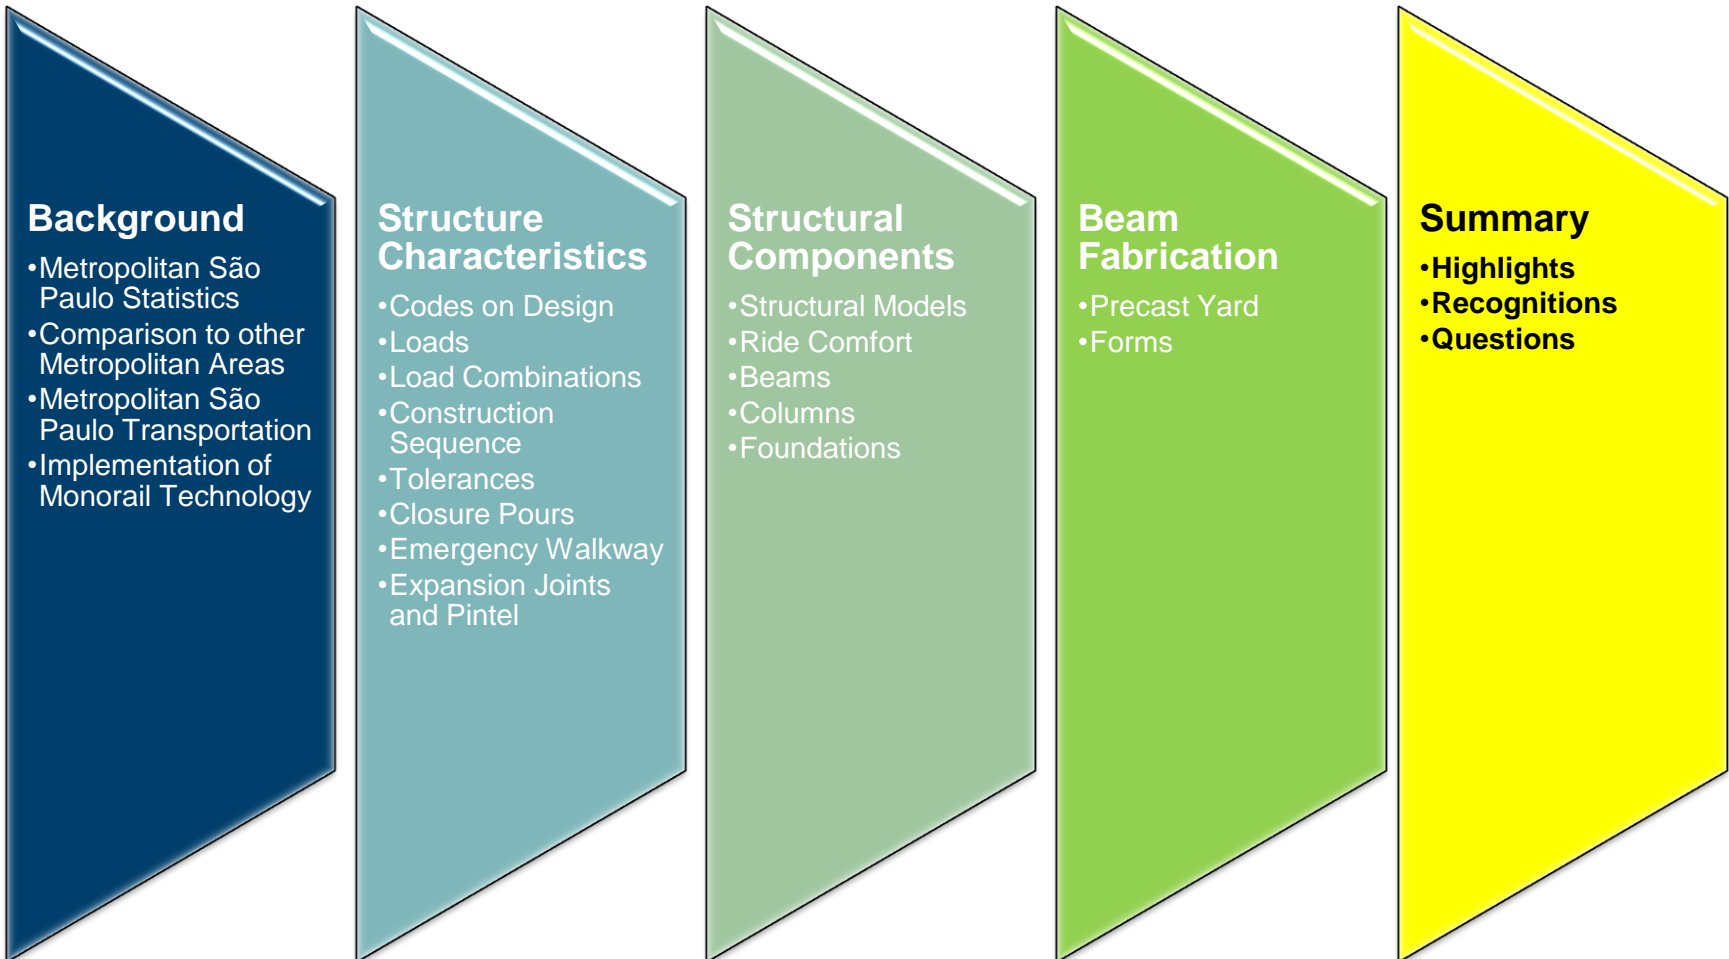 Background
•Metropolitan São
Paulo Statistics
•Comparison to other
Metropolitan Areas
•Metropolitan São
Paulo Transportation
•Implementation of
Monorail Technology
Structure
Characteristics
•Codes on Design
•Loads
•Load Combinations
•Construction
Sequence
•Tolerances
•Closure Pours
•Emergency Walkway
•Expansion Joints
and Pintel
Structural
Components
•Structural Models
•Ride Comfort
•Beams
•Columns
•Foundations
Beam
Fabrication
•Precast Yard
•Forms
Summary
•Highlights
•Recognitions
•Questions